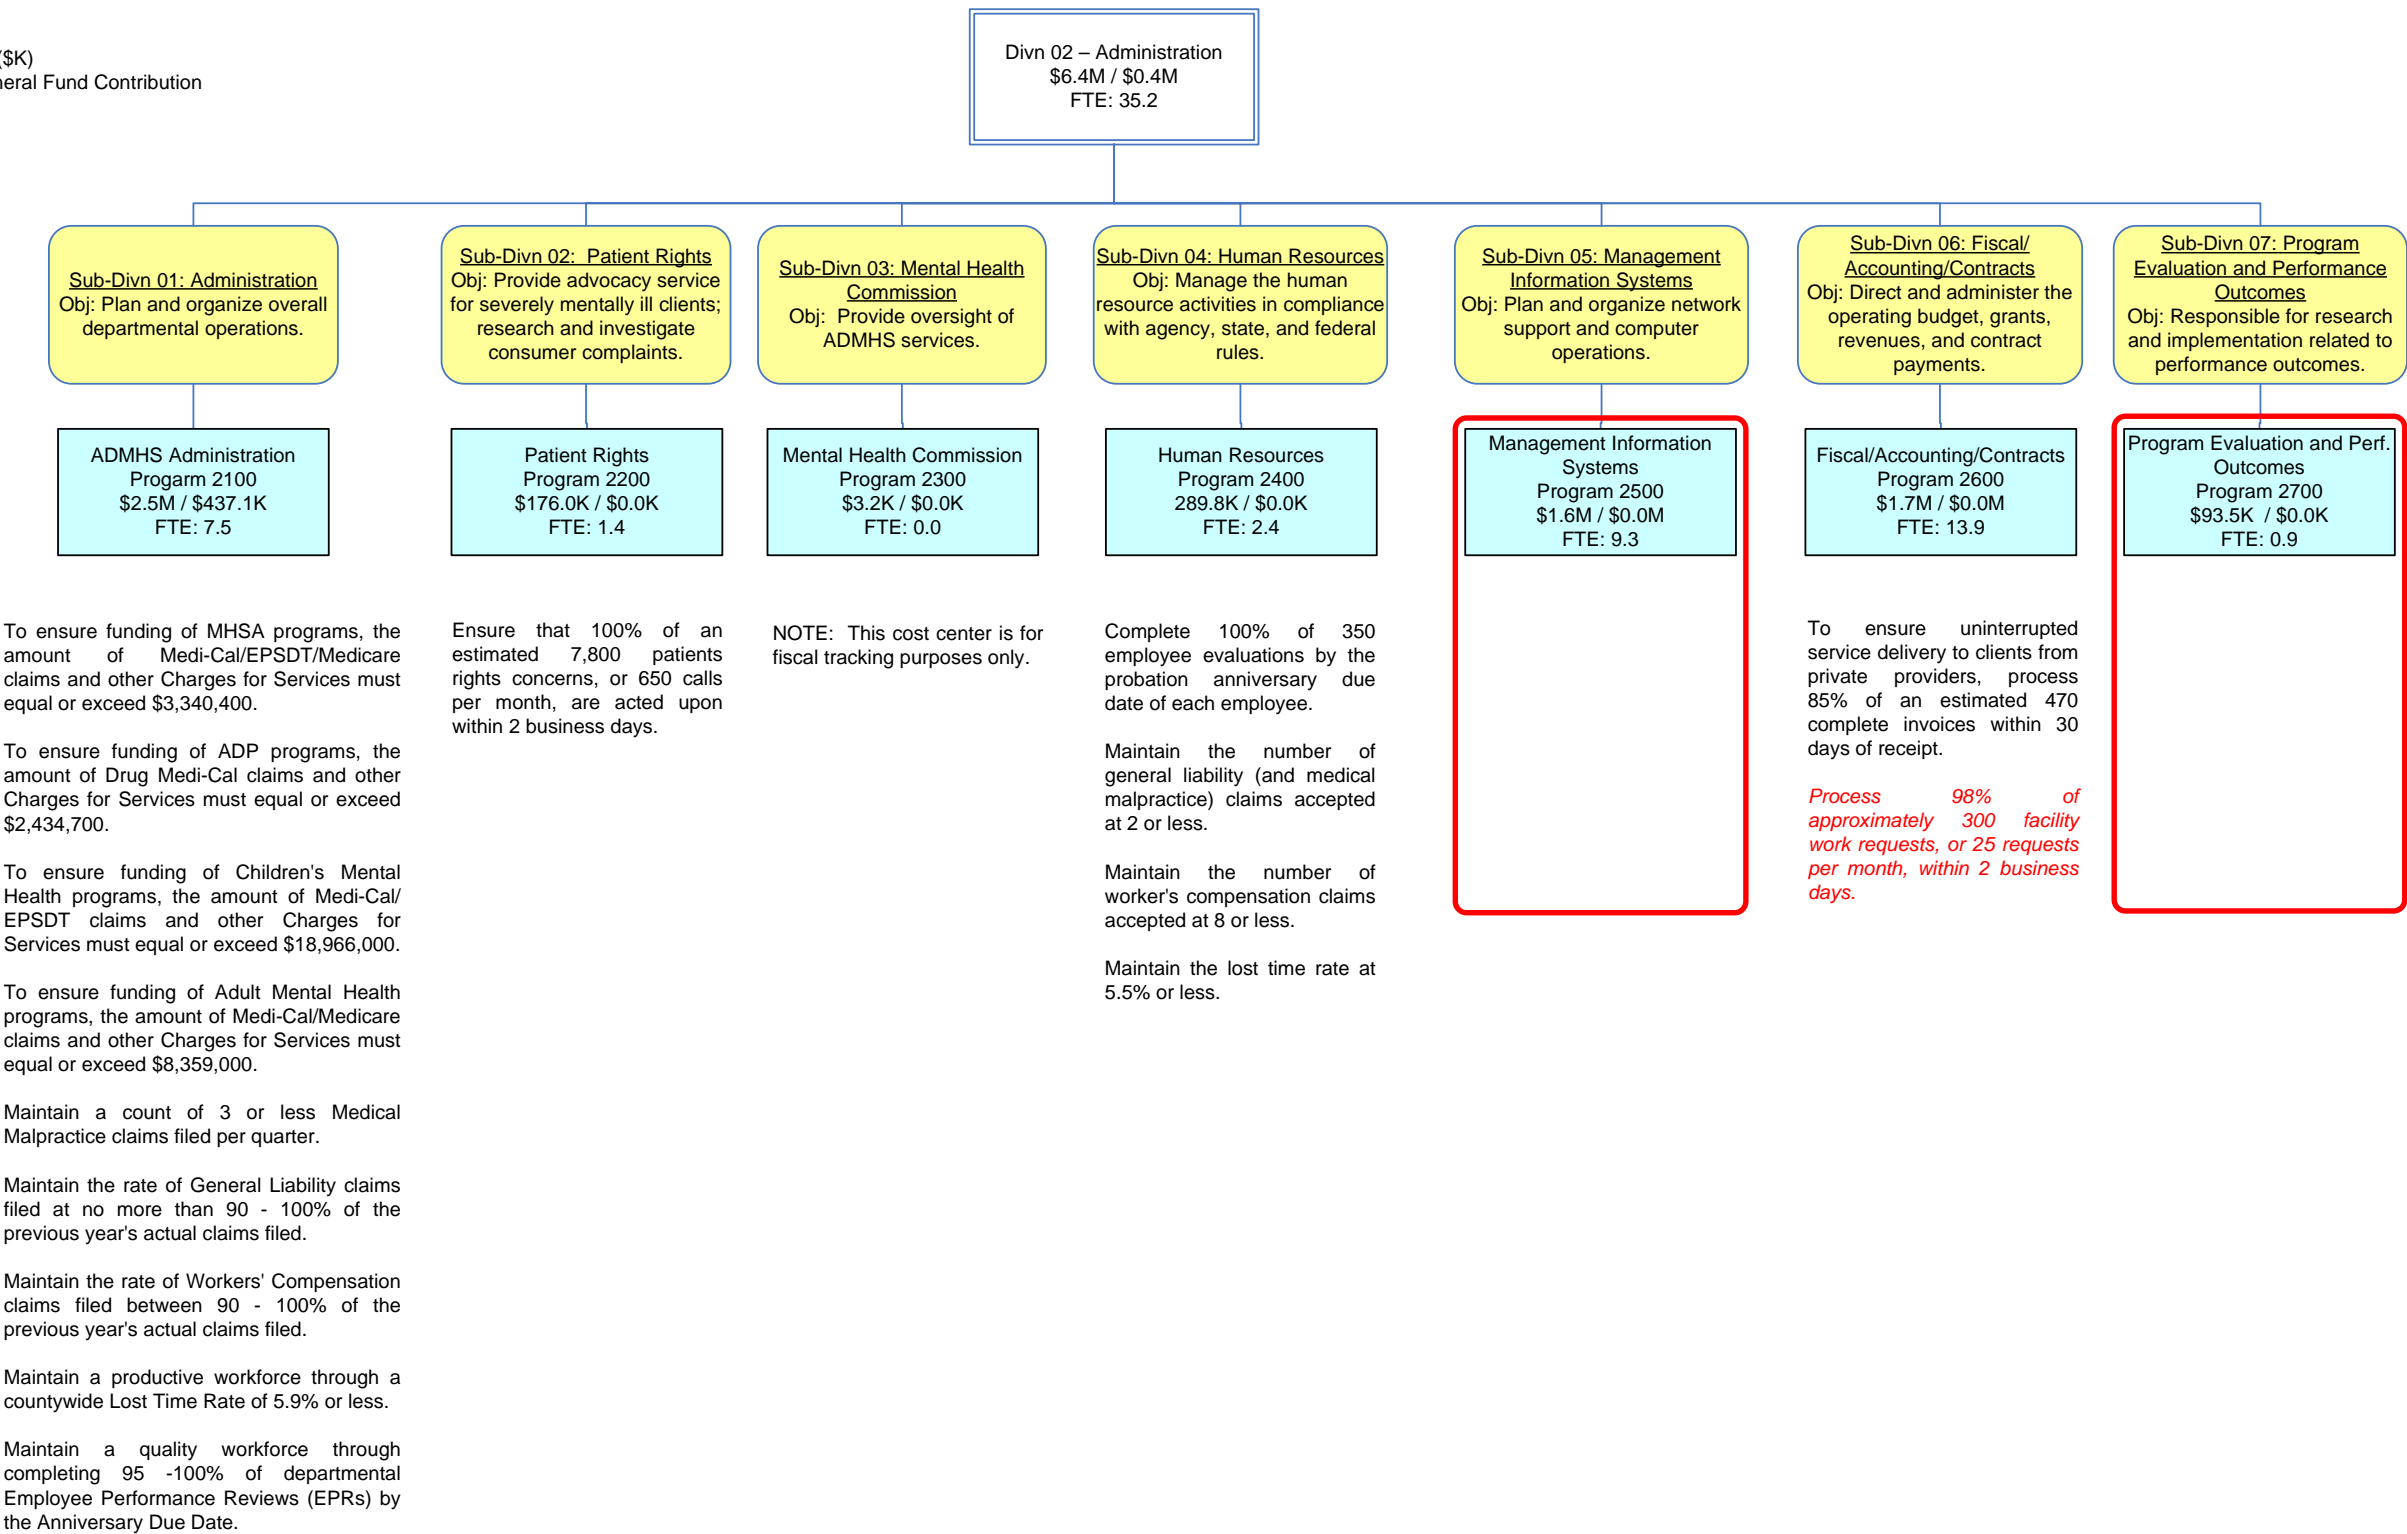 ($K)
neral Fund Contribution
Divn 02 – Administration
$6.4M / $0.4M
FTE: 35.2
Sub-Divn 01: Administration
Obj: Plan and organize overall
departmental operations.
Sub-Divn 02:  Patient Rights
Obj: Provide advocacy service
for severely mentally ill clients;
research and investigate
consumer complaints.
Sub-Divn 03: Mental Health
Commission
Obj:  Provide oversight of
ADMHS services.
Sub-Divn 04: Human Resources
Obj: Manage the human
resource activities in compliance
with agency, state, and federal
rules.
Sub-Divn 05: Management
Information Systems
Obj: Plan and organize network
support and computer
operations.
Sub-Divn 06: Fiscal/
Accounting/Contracts
Obj: Direct and administer the
operating budget, grants,
revenues, and contract
payments.
Sub-Divn 07: Program
Evaluation and Performance
Outcomes
Obj: Responsible for research
and implementation related to
performance outcomes.
ADMHS Administration
Progarm 2100
$2.5M / $437.1K
FTE: 7.5
Patient Rights
Program 2200
$176.0K / $0.0K
FTE: 1.4
Mental Health Commission
Program 2300
$3.2K / $0.0K
FTE: 0.0
Human Resources
Program 2400
289.8K / $0.0K
FTE: 2.4
Management Information
Systems
Program 2500
$1.6M / $0.0M
FTE: 9.3
Fiscal/Accounting/Contracts
Program 2600
$1.7M / $0.0M
FTE: 13.9
Program Evaluation and Perf.
Outcomes
Program 2700
$93.5K  / $0.0K
FTE: 0.9
To ensure funding of MHSA programs, the
amount of Medi-Cal/EPSDT/Medicare
claims and other Charges for Services must
equal or exceed $3,340,400.
To ensure funding of ADP programs, the
amount of Drug Medi-Cal claims and other
Charges for Services must equal or exceed
$2,434,700.
To ensure funding of Children's Mental
Health programs, the amount of Medi-Cal/
EPSDT claims and other Charges for
Services must equal or exceed $18,966,000.
To ensure funding of Adult Mental Health
programs, the amount of Medi-Cal/Medicare
claims and other Charges for Services must
equal or exceed $8,359,000.
Maintain a count of 3 or less Medical
Malpractice claims filed per quarter.
Maintain the rate of General Liability claims
filed at no more than 90 - 100% of the
previous year's actual claims filed.
Maintain the rate of Workers' Compensation
claims filed between 90 - 100% of the
previous year's actual claims filed.
Maintain a productive workforce through a
countywide Lost Time Rate of 5.9% or less.
Maintain a quality workforce through
completing 95 -100% of departmental
Employee Performance Reviews (EPRs) by
the Anniversary Due Date.
Ensure that 100% of an
estimated 7,800 patients
rights concerns, or 650 calls
per month, are acted upon
within 2 business days.
NOTE:  This cost center is for
fiscal tracking purposes only.
Complete 100% of 350
employee evaluations by the
probation anniversary due
date of each employee.
Maintain the number of
general liability (and medical
malpractice) claims accepted
at 2 or less.
Maintain the number of
worker's compensation claims
accepted at 8 or less.
Maintain the lost time rate at
5.5% or less.
To ensure uninterrupted
service delivery to clients from
private providers, process
85% of an estimated 470
complete invoices within 30
days of receipt.
Process 98% of
approximately 300 facility
work requests, or 25 requests
per month, within 2 business
days.